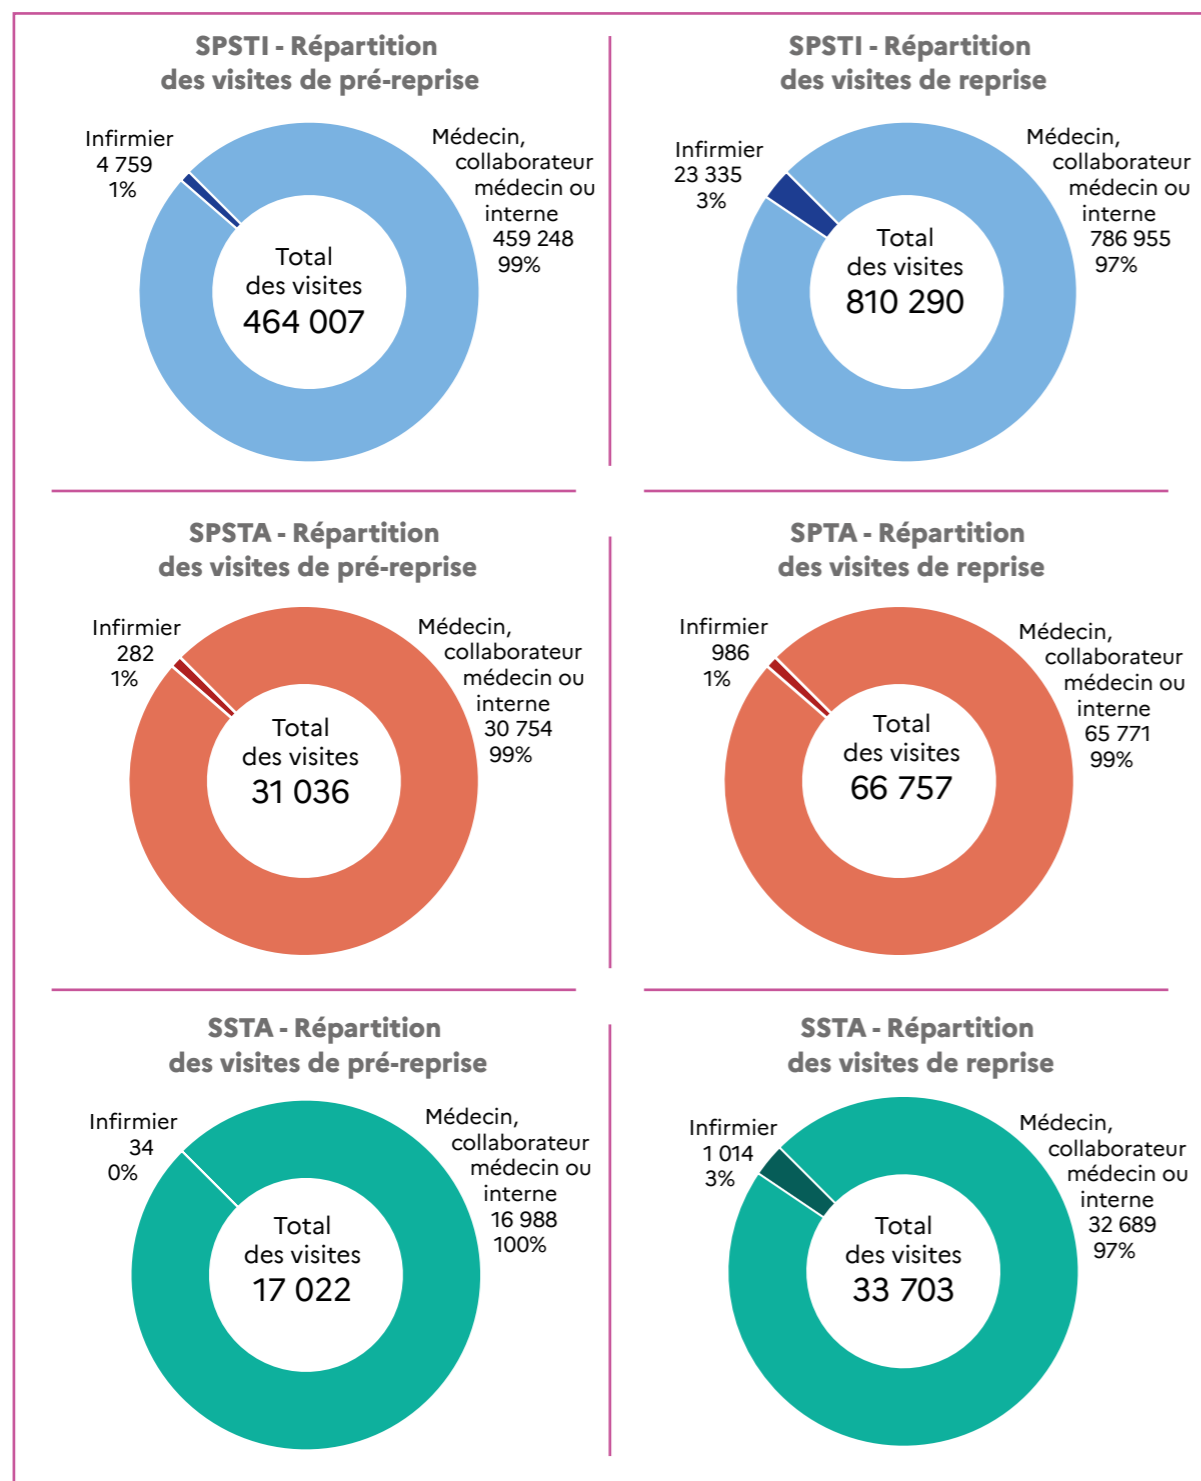 SPSTI - Répartition
des visites de pré-reprise
Infirmier
4 759
1%
Médecin,
collaborateur
médecin ou
interne
459 248
99%
Total
des visites
464 007
SPSTI - Répartition
des visites de reprise
Infirmier
23 335
3%
Médecin,
collaborateur
médecin ou
interne
786 955
97%
Total
des visites
810 290
SPSTA - Répartition
des visites de pré-reprise
Infirmier
282
1%
Médecin,
collaborateur
médecin ou
interne
30 754
99%
Total
des visites
31 036
SPTA - Répartition
des visites de reprise
Infirmier
986
1%
Médecin,
collaborateur
médecin ou
interne
65 771
99%
Total
des visites
66 757
SSTA - Répartition
des visites de pré-reprise
Infirmier
34
0%
Médecin,
collaborateur
médecin ou
interne
16 988
100%
Total
des visites
17 022
SSTA - Répartition
des visites de reprise
Infirmier
1 014
3%
Médecin,
collaborateur
médecin ou
interne
32 689
97%
Total
des visites
33 703